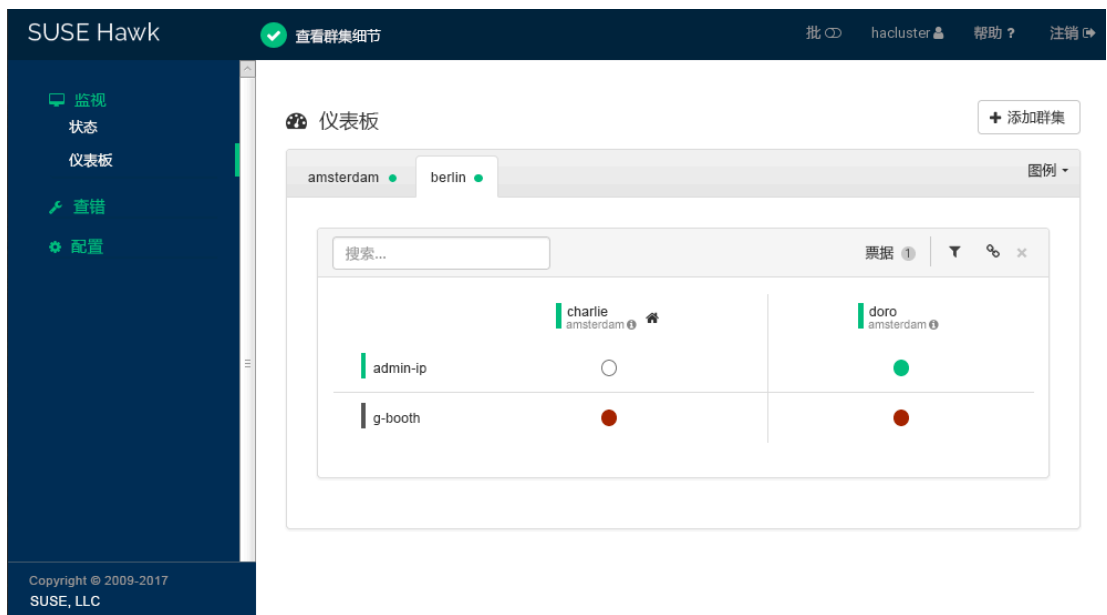 SUSE Hawk
查看群集细节
批
hacluster
帮助 ?
注销
监视
状态
仪表板
查错
配置
仪表板
+ 添加群集
amsterdam
berlin
图例
搜索...
票据 1
charlie
amsterdam
doro
amsterdam
admin-ip
g-booth
Copyright © 2009-2017
SUSE, LLC